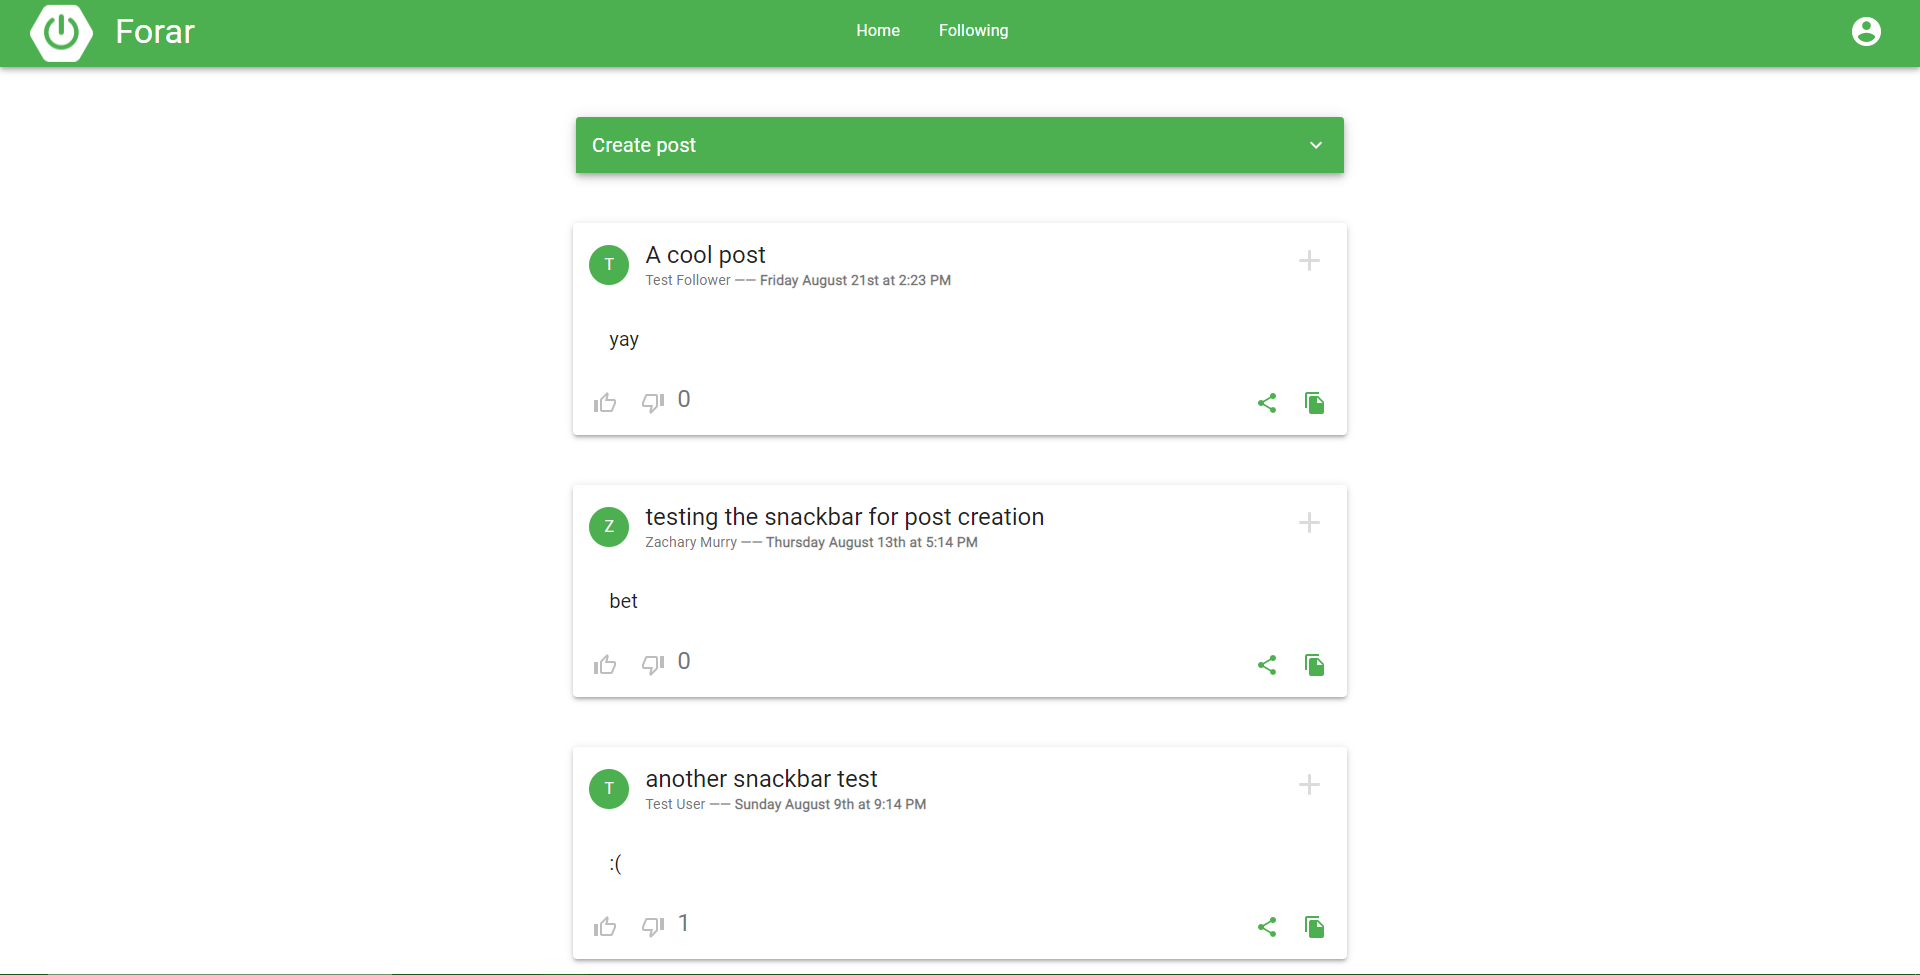 Forar
Home Following
Create post
T
A cool post
Test Follower —— Friday August 21st at 2:23 PM
yay
0
Z
testing the snackbar for post creation
Zachary Murry —— Thursday August 13th at 5:14 PM
bet
0
T
another snackbar test
Test User —— Sunday August 9th at 9:14 PM
:(
1